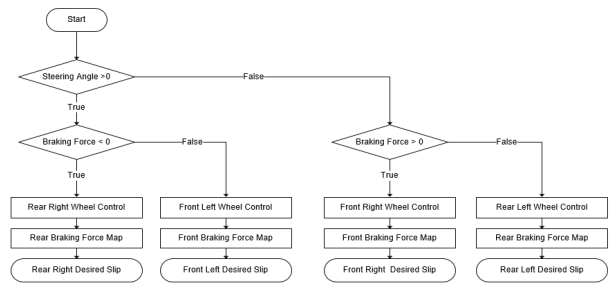 Start
Steering Angle >0
False
True
Braking Force < 0
False
Braking Force > 0
False
True
True
Rear Right Wheel Control
Front Left Wheel Control
Front Right Wheel Control
Rear Left Wheel Control
Rear Braking Force Map
Front Braking Force Map
Front Braking Force Map
Rear Braking Force Map
Rear Right Desired Slip
Front Left Desired Slip
Front Right Desired Slip
Rear Left Desired Slip